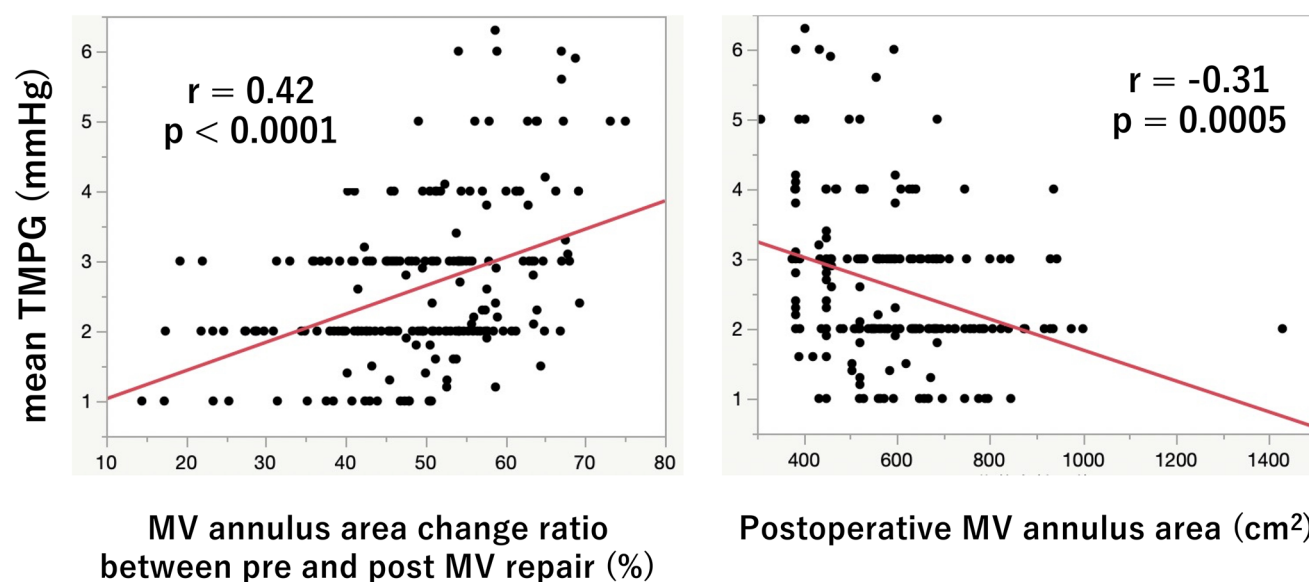 mean TMPG (mmHg)
6
5
4
3
2
1
r = 0.42
p < 0.0001
10 20 30 40 50 60 70 80
MV annulus area change ratio
between pre and post MV repair (%)
6
5
4
3
2
1
r = -0.31
p = 0.0005
400 600 800 1000 1200 1400
Postoperative MV annulus area (cm²)